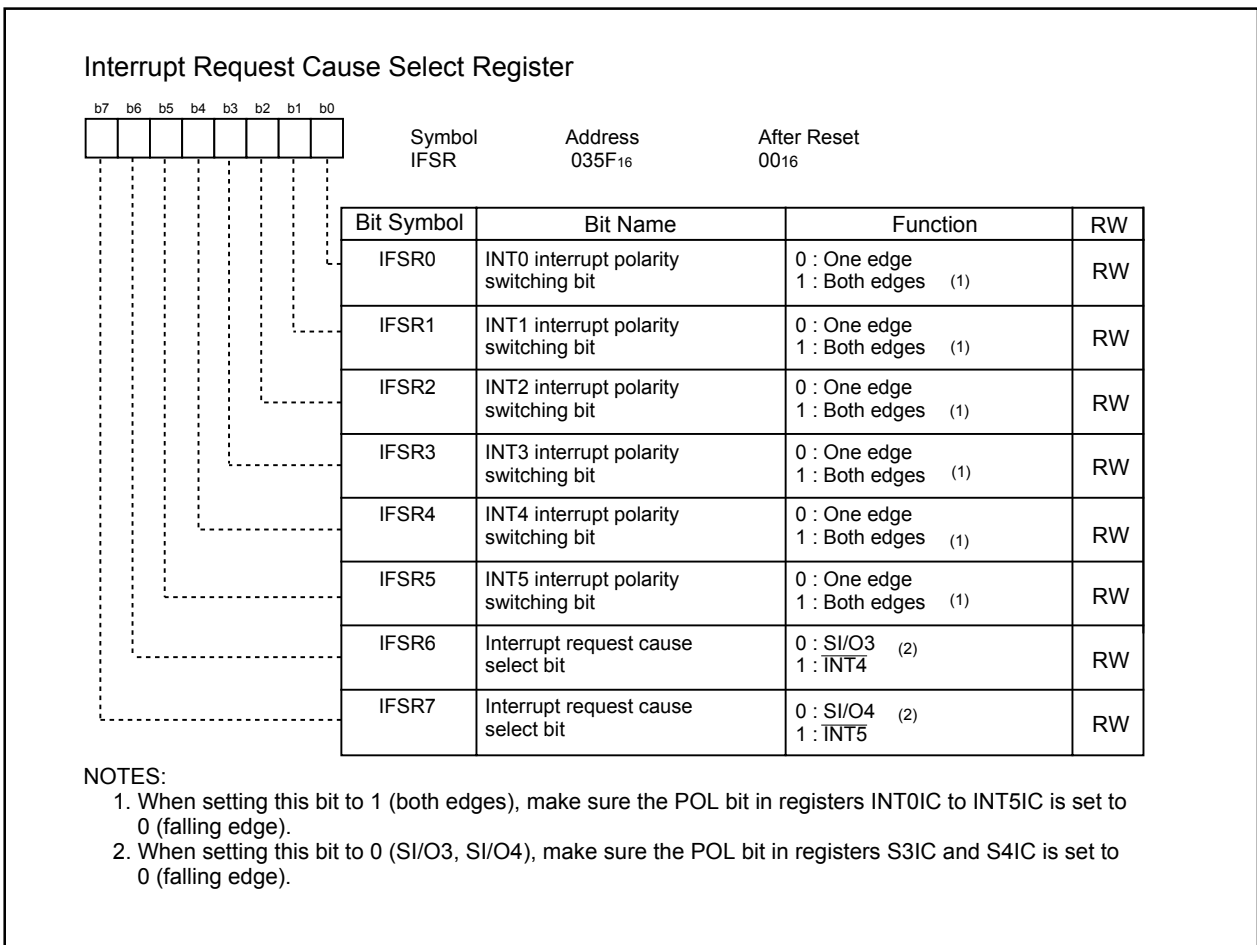 Interrupt Request Cause Select Register
b7 b6 b5 b4 b3 b2 b1 b0
Symbol Address After Reset
IFSR 035F16 0016
Bit Symbol Bit Name Function RW
IFSR0 INT0 interrupt polarity switching bit 0 : One edge 1 : Both edges (1) RW
IFSR1 INT1 interrupt polarity switching bit 0 : One edge 1 : Both edges (1) RW
IFSR2 INT2 interrupt polarity switching bit 0 : One edge 1 : Both edges (1) RW
IFSR3 INT3 interrupt polarity switching bit 0 : One edge 1 : Both edges (1) RW
IFSR4 INT4 interrupt polarity switching bit 0 : One edge 1 : Both edges (1) RW
IFSR5 INT5 interrupt polarity switching bit 0 : One edge 1 : Both edges (1) RW
IFSR6 Interrupt request cause select bit 0 : SI/O3 (2) 1 : INT4 RW
IFSR7 Interrupt request cause select bit 0 : SI/O4 (2) 1 : INT5 RW
NOTES:
1. When setting this bit to 1 (both edges), make sure the POL bit in registers INT0IC to INT5IC is set to
0 (falling edge).
2. When setting this bit to 0 (SI/O3, SI/O4), make sure the POL bit in registers S3IC and S4IC is set to
0 (falling edge).